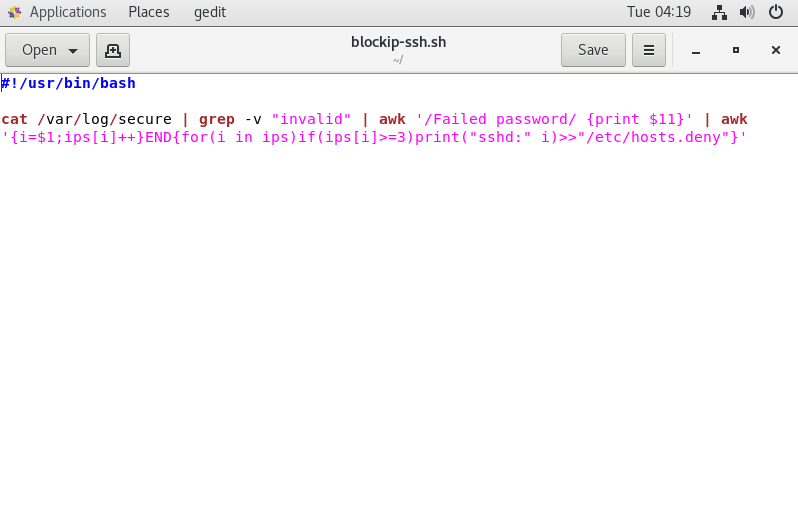 Applications Places gedit Tue 04:19
Open blockip-ssh.sh Save
~/
#!/usr/bin/bash
cat /var/log/secure | grep -v "invalid" | awk '/Failed password/ {print $11}' | awk
'{i=$1;ips[i]++}END{for(i in ips)if(ips[i]>=3)print("sshd:" i)>>"/etc/hosts.deny"}'